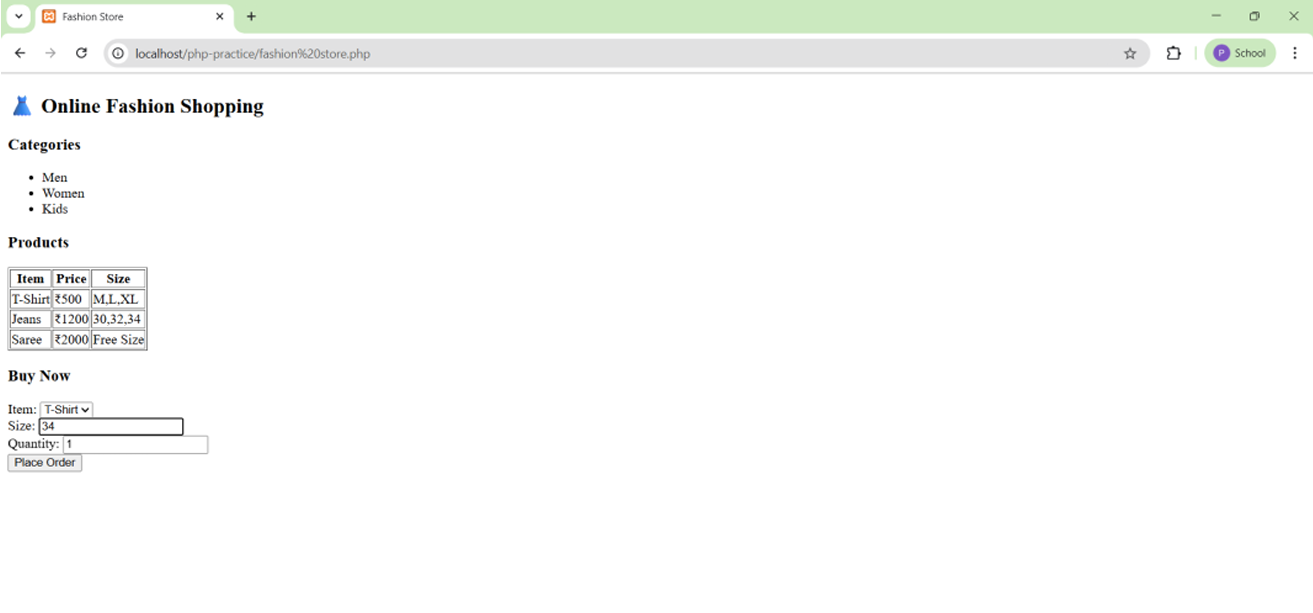 Fashion Store
localhost/php-practice/fashion%20store.php
P School
Online Fashion Shopping
Categories
Men
Women
Kids
Products
Item Price Size
T-Shirt ₹500 M,L,XL
Jeans ₹1200 30,32,34
Saree ₹2000 Free Size
Buy Now
Item: T-Shirt
Size: 34
Quantity: 1
Place Order